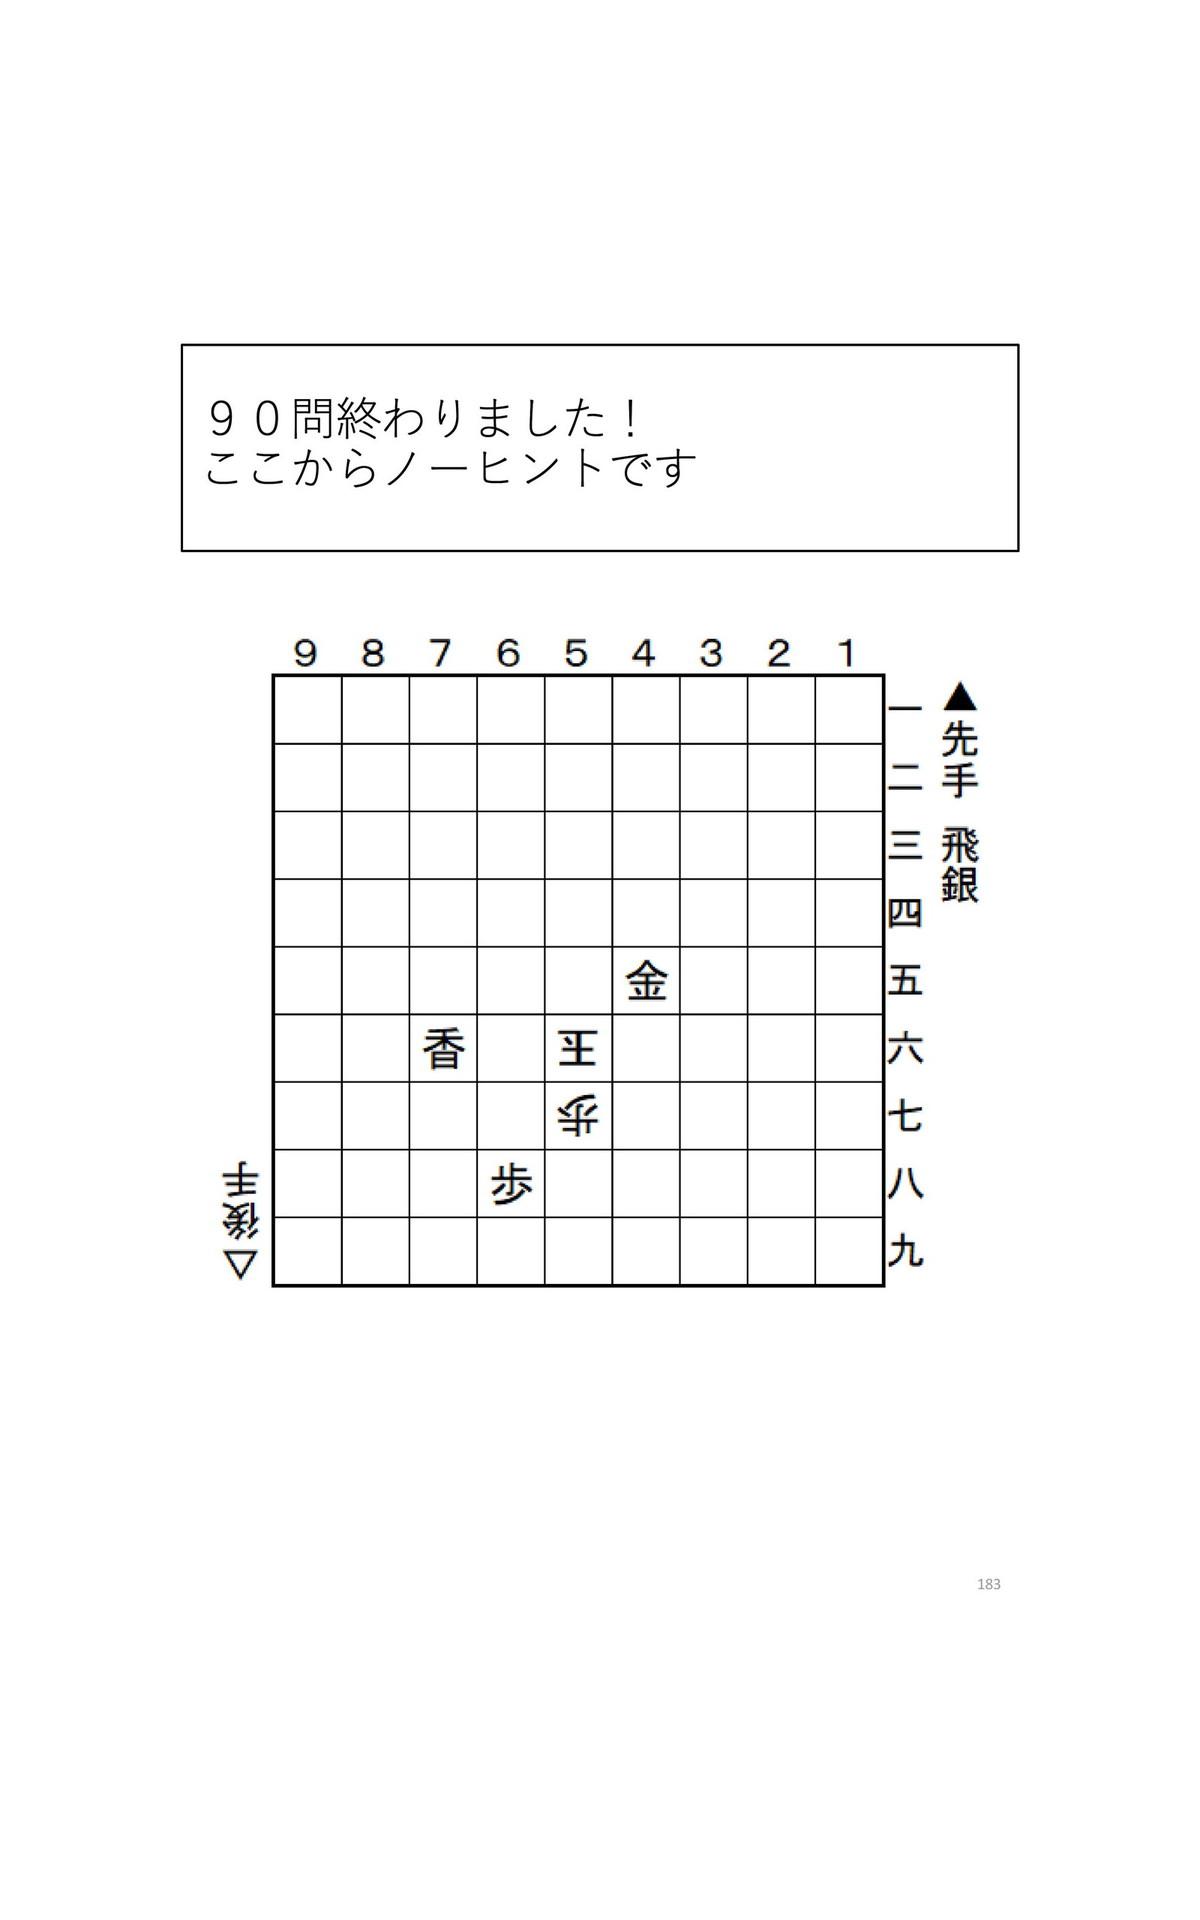 ９０問終わりました！
ここからノーヒントです
9 8 7 6 5 4 3 2 1
一
二
三
四
五
六
七
八
九
▲先手 飛銀
金
香 王
歩
歩
△後手
183